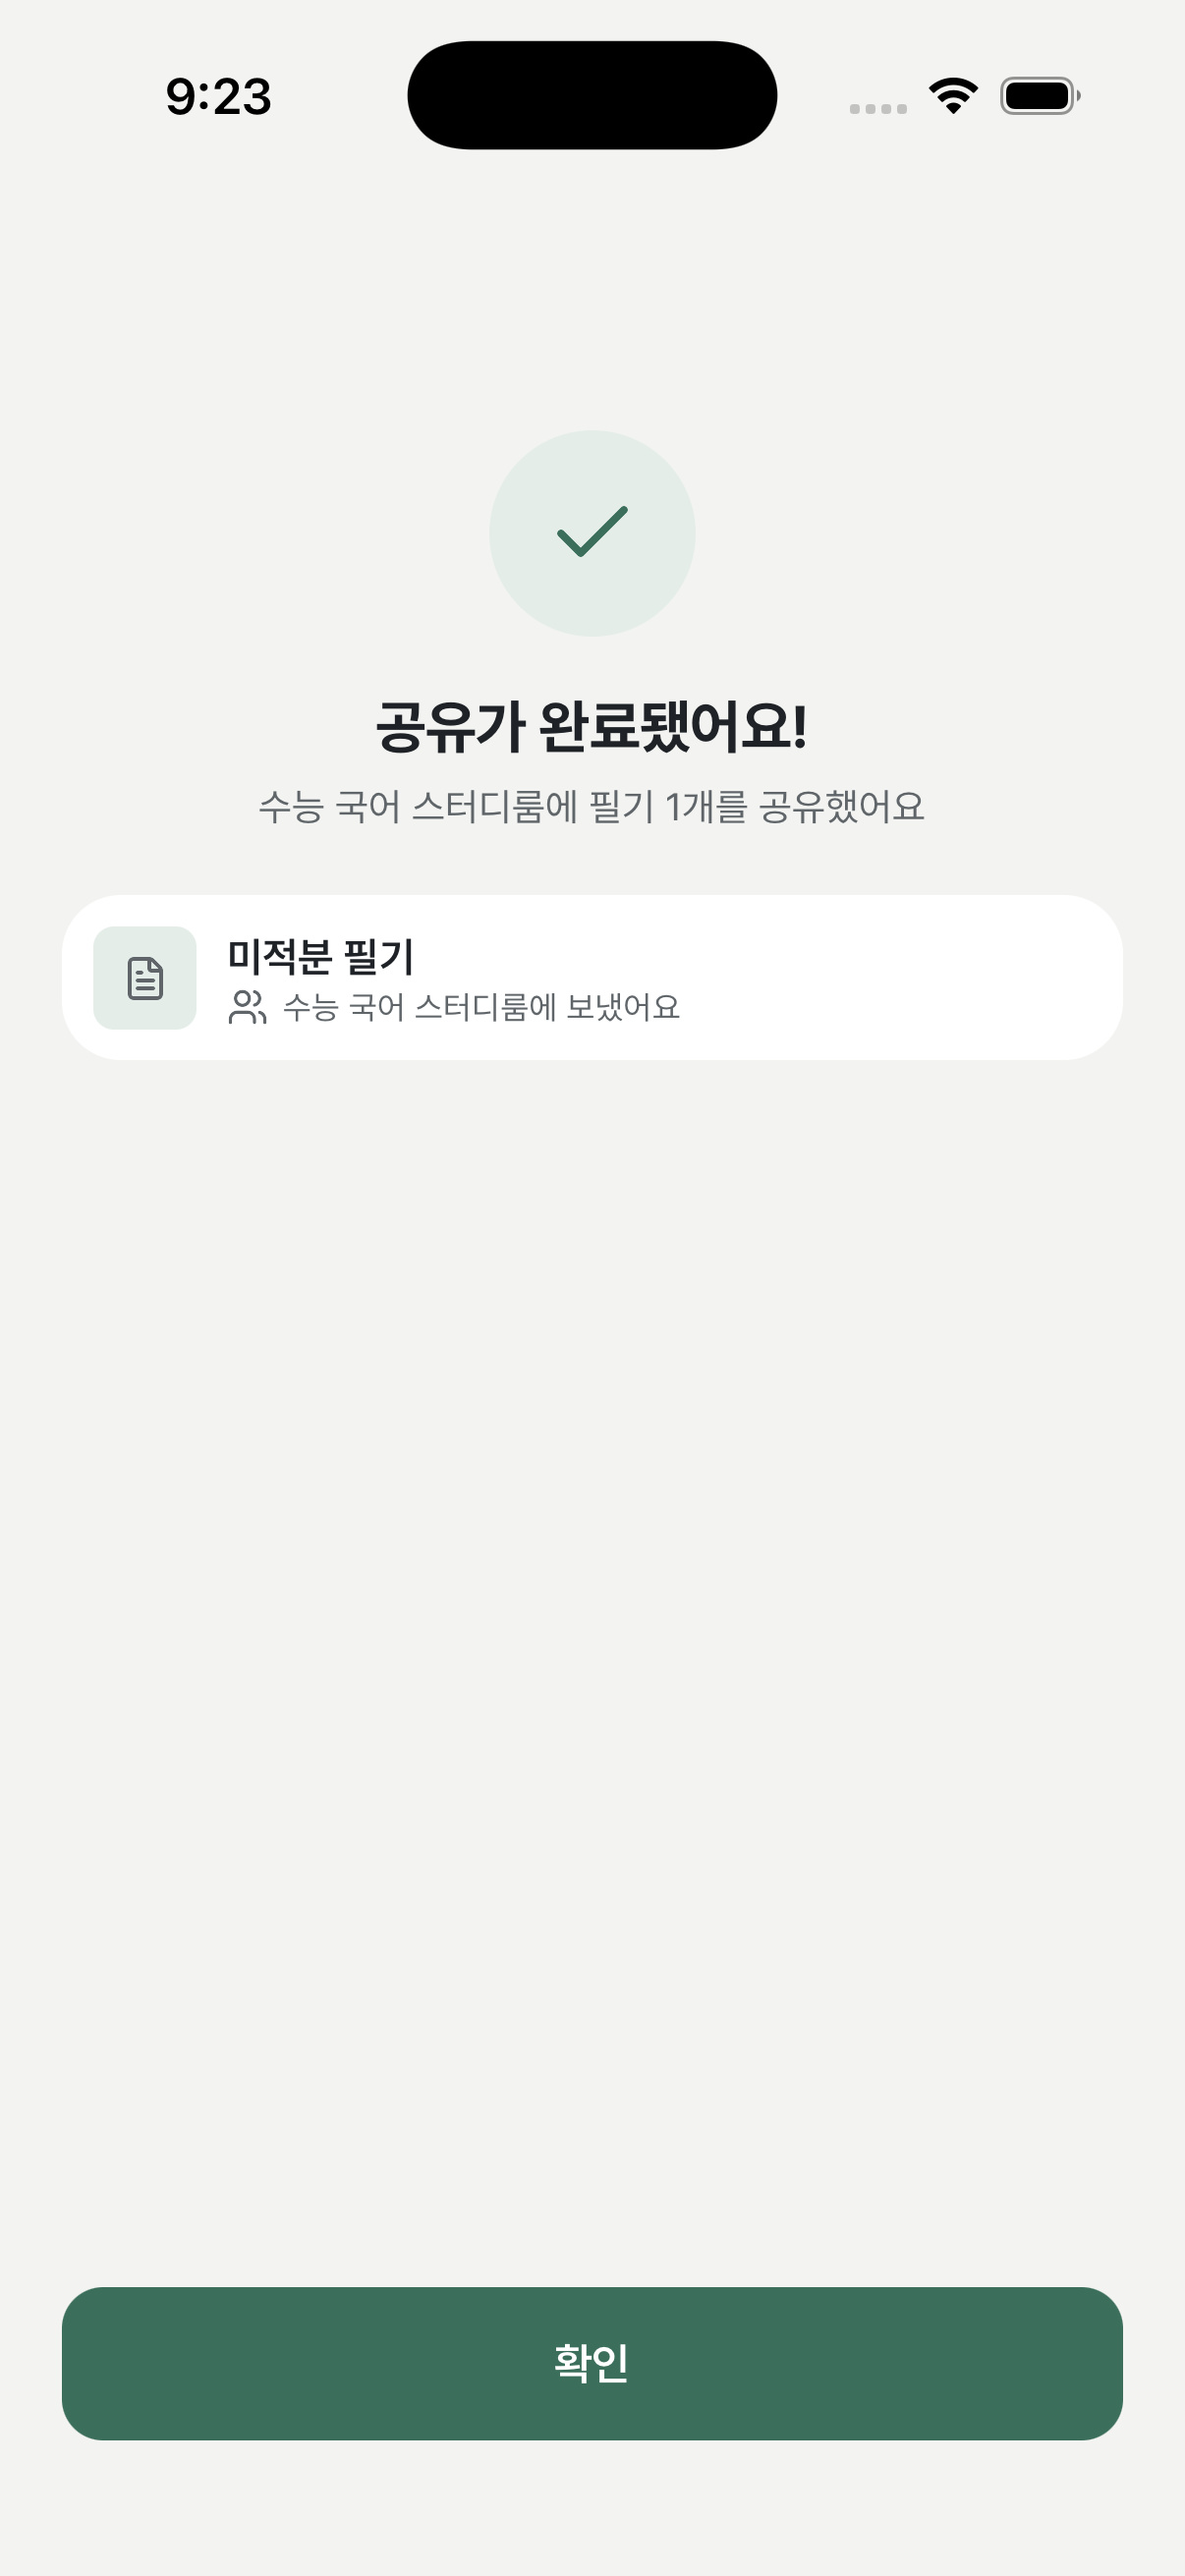 9:23
공유가 완료됐어요!
수능 국어 스터디룸에 필기 1개를 공유했어요
미적분 필기
수능 국어 스터디룸에 보냈어요
확인